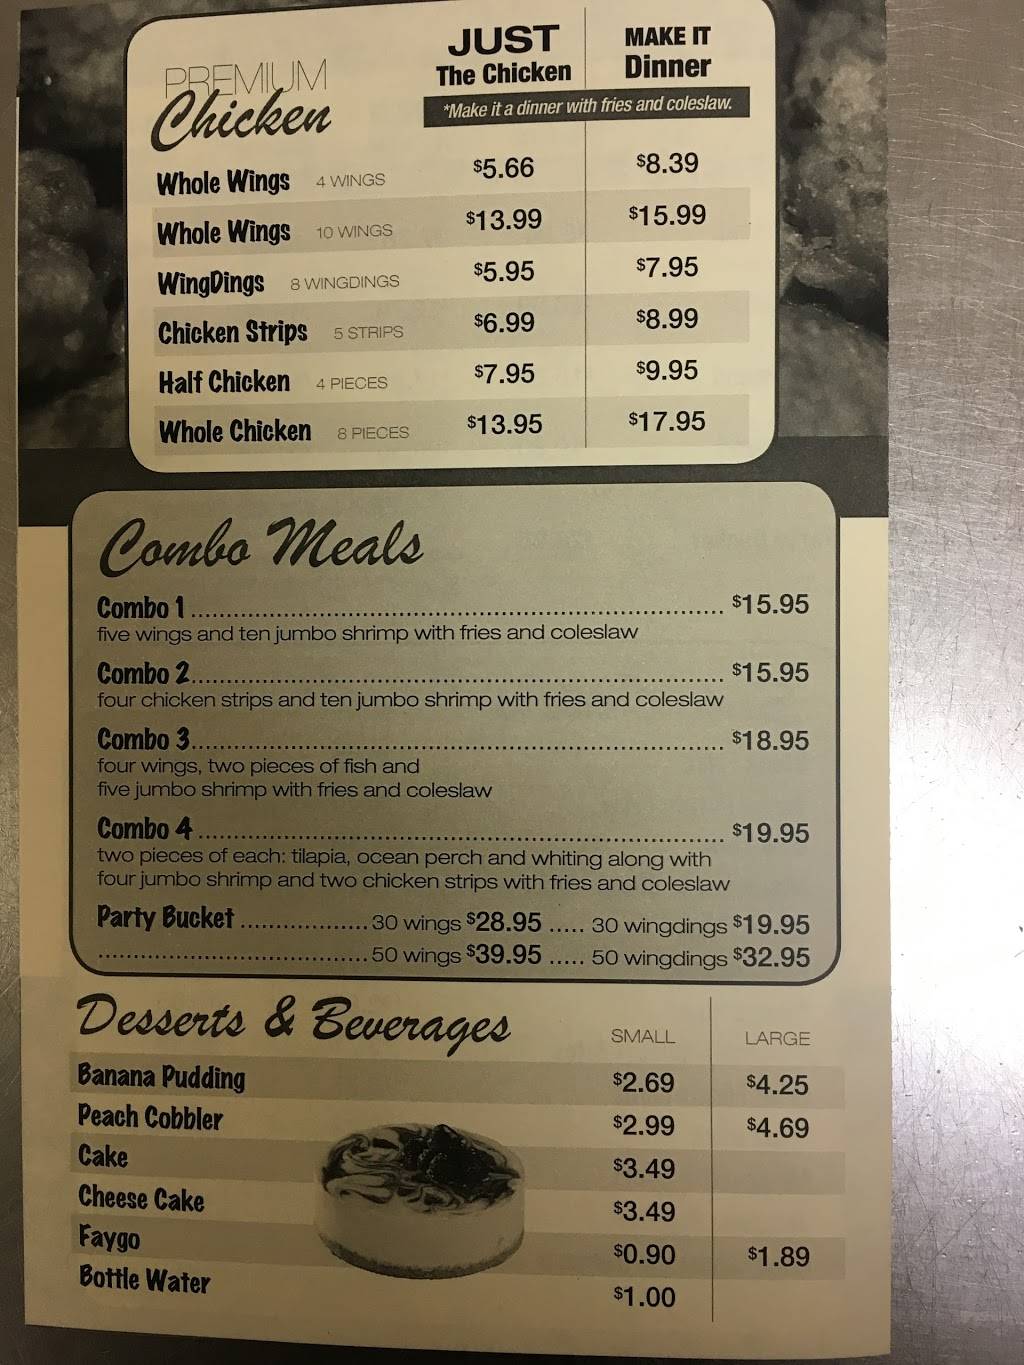 PREMIUM
Chicken
JUST
The Chicken
MAKE IT
Dinner
*Make it a dinner with fries and coleslaw.
Whole Wings 4 WINGS $5.66 $8.39
Whole Wings 10 WINGS $13.99 $15.99
WingDings 8 WINGDINGS $5.95 $7.95
Chicken Strips 5 STRIPS $6.99 $8.99
Half Chicken 4 PIECES $7.95 $9.95
Whole Chicken 8 PIECES $13.95 $17.95
Combo Meals
Combo 1 ........ $15.95
five wings and ten jumbo shrimp with fries and coleslaw
Combo 2 ........ $15.95
four chicken strips and ten jumbo shrimp with fries and coleslaw
Combo 3 ........ $18.95
four wings, two pieces of fish and
five jumbo shrimp with fries and coleslaw
Combo 4 ........ $19.95
two pieces of each: tilapia, ocean perch and whiting along with
four jumbo shrimp and two chicken strips with fries and coleslaw
Party Bucket ........ 30 wings $28.95 ..... 30 wingdings $19.95
........ 50 wings $39.95 ..... 50 wingdings $32.95
Desserts & Beverages SMALL LARGE
Banana Pudding $2.69 $4.25
Peach Cobbler $2.99 $4.69
Cake $3.49
Cheese Cake $3.49
Faygo $0.90 $1.89
Bottle Water $1.00